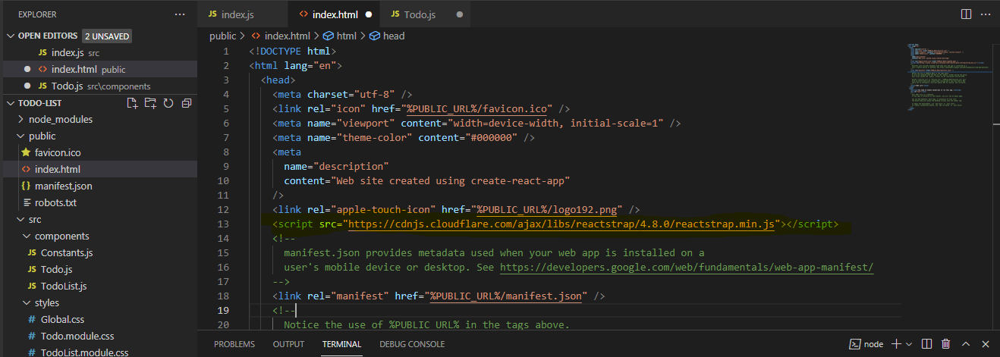 EXPLORER
···
OPEN EDITORS 2 UNSAVED
JS index.js src
<> index.html public
JS Todo.js src\components
TODO-LIST
node_modules
public
favicon.ico
<> index.html
{} manifest.json
robots.txt
src
components
JS Constants.js
JS Todo.js
JS TodoList.js
styles
# Global.css
# Todo.module.css
# TodoList.module.css
JS index.js
<> index.html
JS Todo.js
···
public > <> index.html > html > head
1 <!DOCTYPE html>
2 <html lang="en">
3 <head>
4 <meta charset="utf-8" />
5 <link rel="icon" href="%PUBLIC_URL%/favicon.ico" />
6 <meta name="viewport" content="width=device-width, initial-scale=1" />
7 <meta name="theme-color" content="#000000" />
8 <meta
9 name="description"
10 content="Web site created using create-react-app"
11 />
12 <link rel="apple-touch-icon" href="%PUBLIC_URL%/logo192.png" />
13 <script src="https://cdnjs.cloudflare.com/ajax/libs/reactstrap/4.8.0/reactstrap.min.js"></script>
14 <!--
15 manifest.json provides metadata used when your web app is installed on a
16 user's mobile device or desktop. See https://developers.google.com/web/fundamentals/web-app-manifest/
17 -->
18 <link rel="manifest" href="%PUBLIC_URL%/manifest.json" />
19 <!--
20 Notice the use of %PUBLIC_URL% in the tags above.
PROBLEMS OUTPUT TERMINAL DEBUG CONSOLE
node